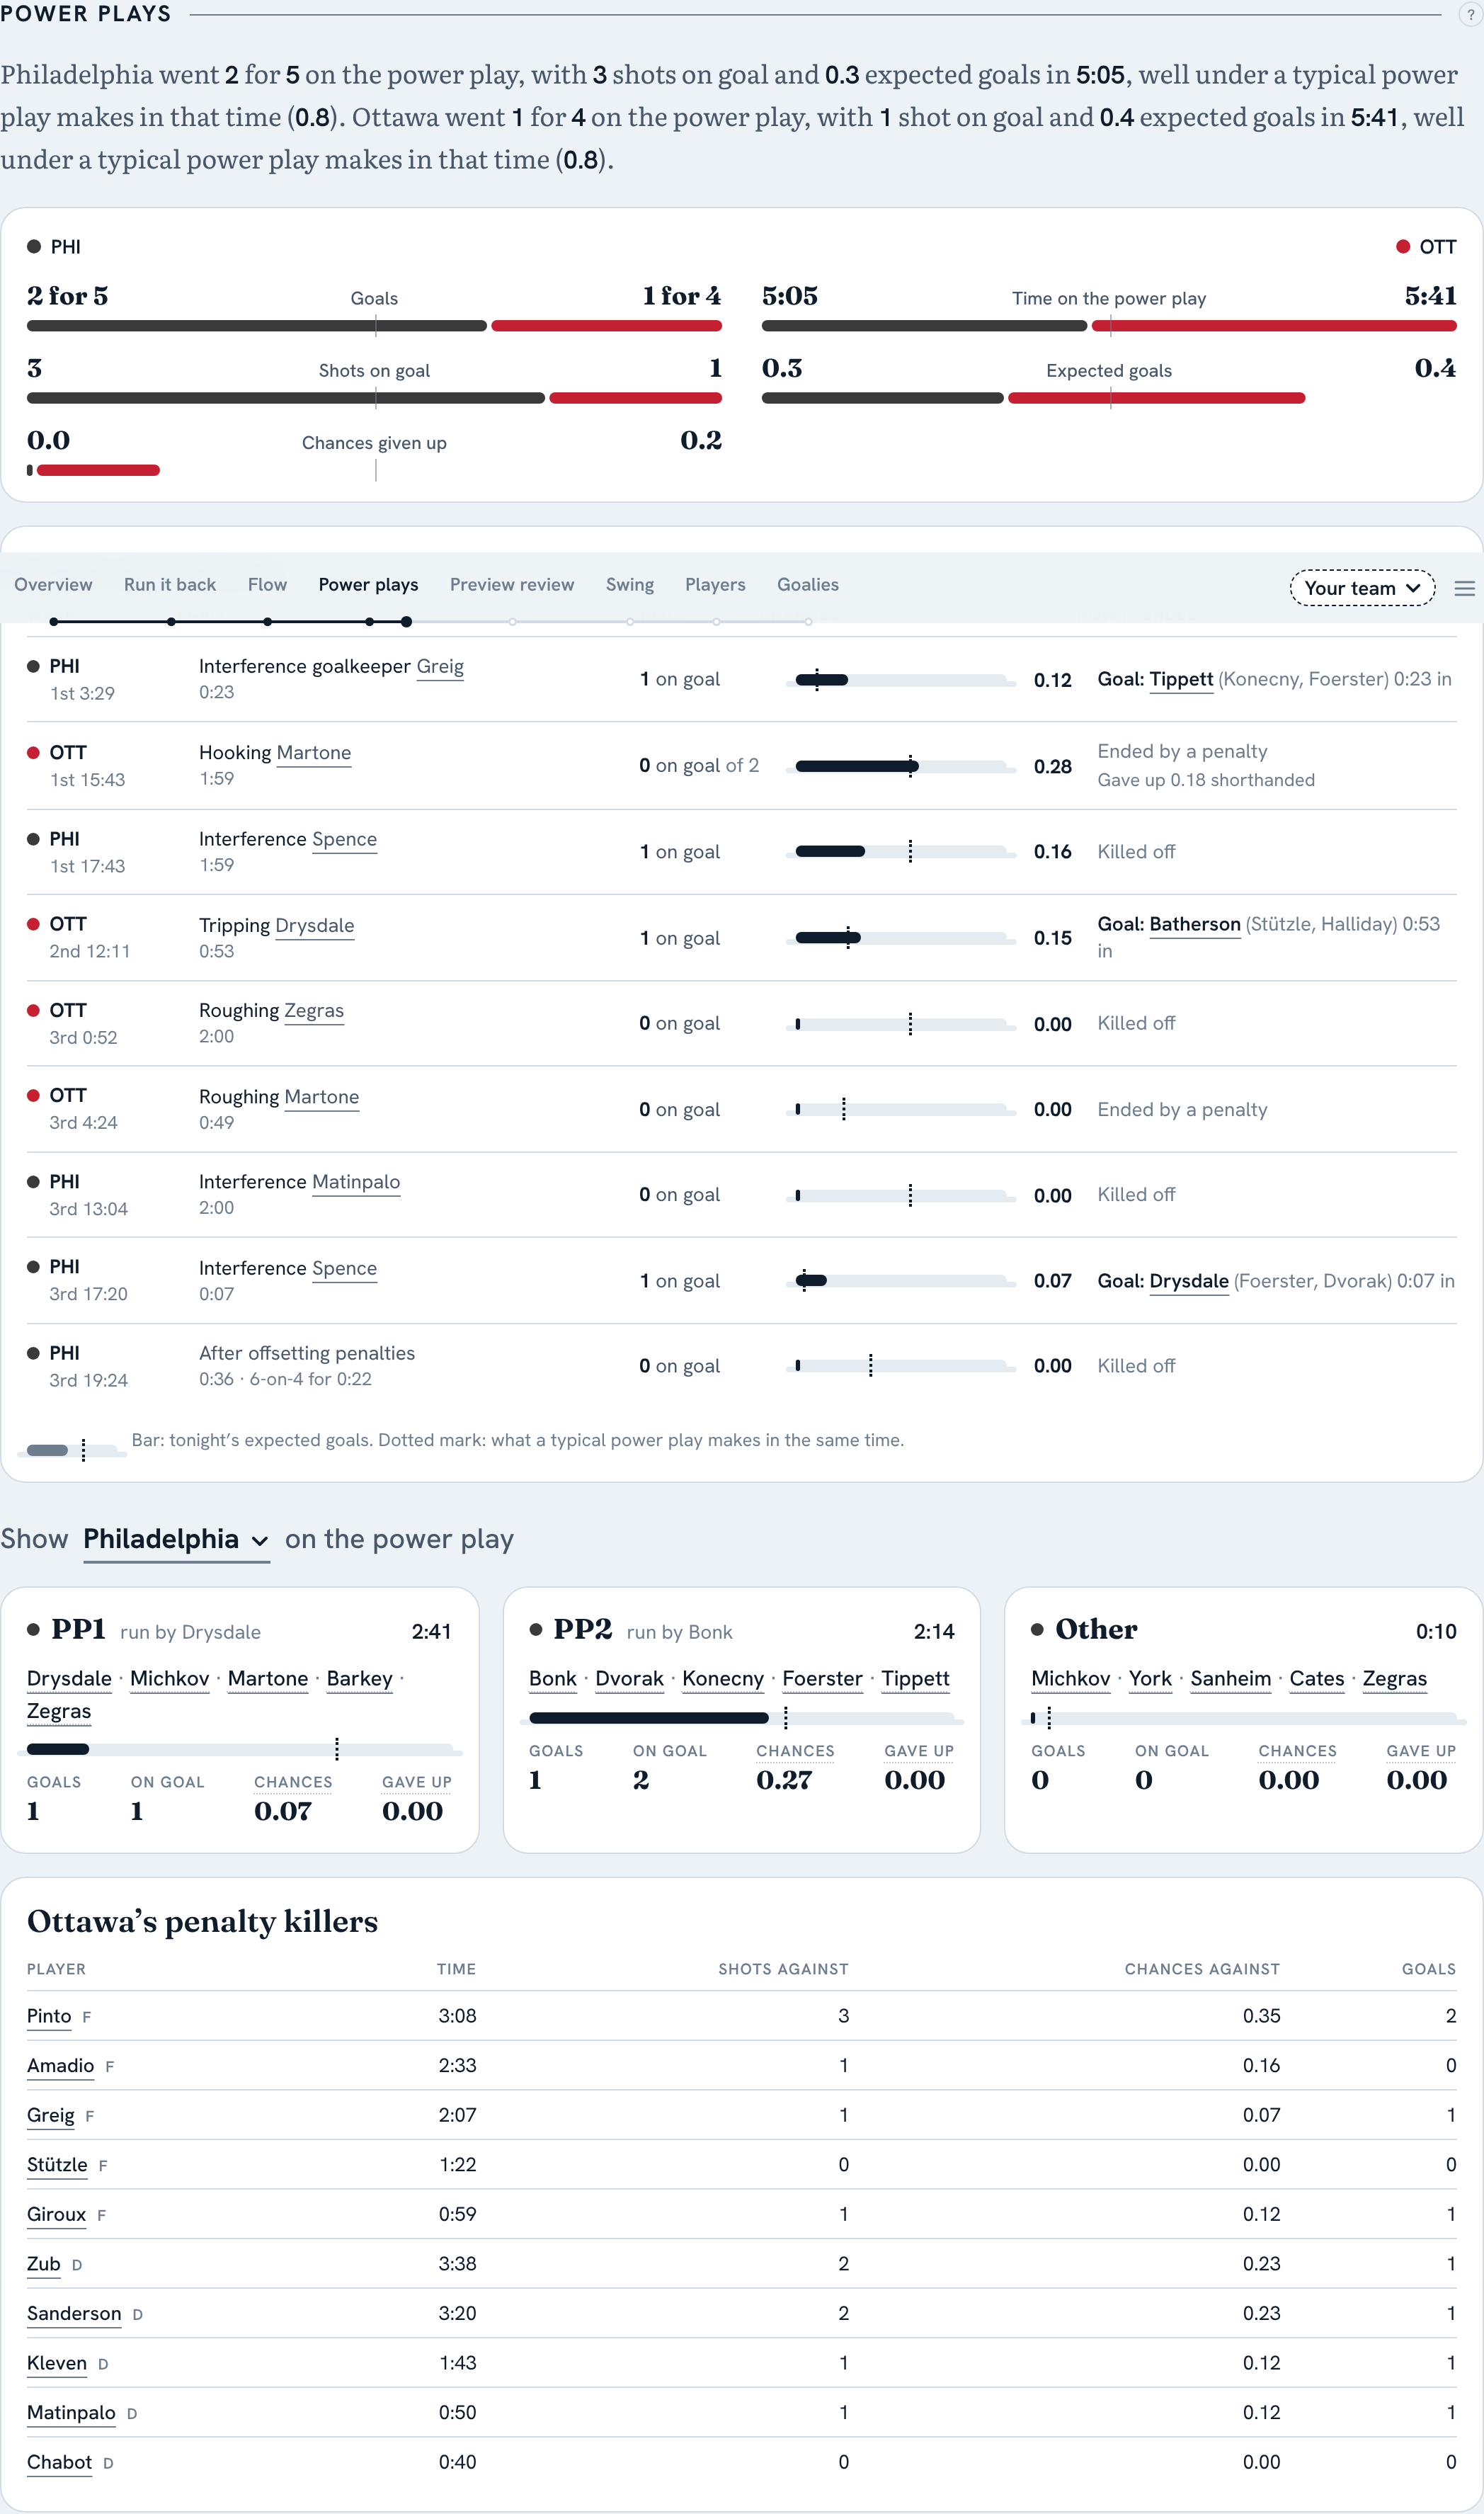 POWER PLAYS
?
Philadelphia went 2 for 5 on the power play, with 3 shots on goal and 0.3 expected goals in 5:05, well under a typical power
play makes in that time (0.8). Ottawa went 1 for 4 on the power play, with 1 shot on goal and 0.4 expected goals in 5:41, well
under a typical power play makes in that time (0.8).
PHI OTT
2 for 5 Goals 1 for 4 5:05 Time on the power play 5:41
3 Shots on goal 1 0.3 Expected goals 0.4
0.0 Chances given up 0.2
Overview Run it back Flow Power plays Preview review Swing Players Goalies Your team
PHI Interference goalkeeper Greig 1 on goal 0.12 Goal: Tippett (Konecny, Foerster) 0:23 in
1st 3:29 0:23
OTT Hooking Martone 0 on goal of 2 0.28 Ended by a penalty
1st 15:43 1:59 Gave up 0.18 shorthanded
PHI Interference Spence 1 on goal 0.16 Killed off
1st 17:43 1:59
OTT Tripping Drysdale 1 on goal 0.15 Goal: Batherson (Stützle, Halliday) 0:53
2nd 12:11 0:53 in
OTT Roughing Zegras 0 on goal 0.00 Killed off
3rd 0:52 2:00
OTT Roughing Martone 0 on goal 0.00 Ended by a penalty
3rd 4:24 0:49
PHI Interference Matinpalo 0 on goal 0.00 Killed off
3rd 13:04 2:00
PHI Interference Spence 1 on goal 0.07 Goal: Drysdale (Foerster, Dvorak) 0:07 in
3rd 17:20 0:07
PHI After offsetting penalties 0 on goal 0.00 Killed off
3rd 19:24 0:36 · 6-on-4 for 0:22
Bar: tonight's expected goals. Dotted mark: what a typical power play makes in the same time.
Show Philadelphia on the power play
PP1 run by Drysdale 2:41
Drysdale · Michkov · Martone · Barkey ·
Zegras
GOALS ON GOAL CHANCES GAVE UP
1 1 0.07 0.00
PP2 run by Bonk 2:14
Bonk · Dvorak · Konecny · Foerster · Tippett
GOALS ON GOAL CHANCES GAVE UP
1 2 0.27 0.00
Other 0:10
Michkov · York · Sanheim · Cates · Zegras
GOALS ON GOAL CHANCES GAVE UP
0 0 0.00 0.00
Ottawa's penalty killers
PLAYER TIME SHOTS AGAINST CHANCES AGAINST GOALS
Pinto F 3:08 3 0.35 2
Amadio F 2:33 1 0.16 0
Greig F 2:07 1 0.07 1
Stützle F 1:22 0 0.00 0
Giroux F 0:59 1 0.12 1
Zub D 3:38 2 0.23 1
Sanderson D 3:20 2 0.23 1
Kleven D 1:43 1 0.12 1
Matinpalo D 0:50 1 0.12 1
Chabot D 0:40 0 0.00 0